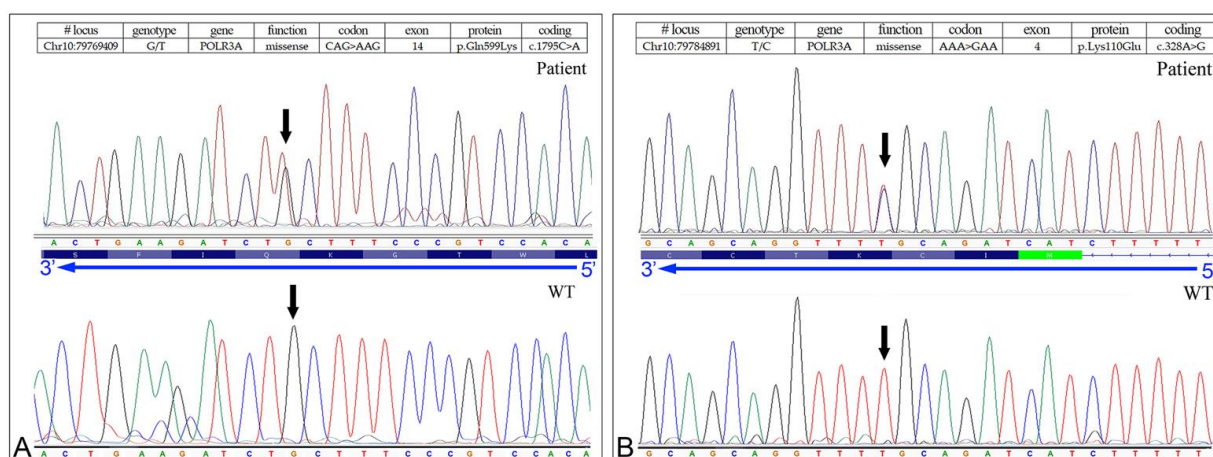 # locus genotype gene function codon exon protein coding
Chr10:79769409 G/T POLR3A missense CAG>AAG 14 p.Gln599Lys c.1795C>A
Patient
A C T G A A G A T C T G C T T T C C C G T C C A C A
S F I Q K G T W L
3' 5'
WT
A C T G A A G A T C T G C T T T C C C G T C C A C A
A
# locus genotype gene function codon exon protein coding
Chr10:79784891 T/C POLR3A missense AAA>GAA 4 p.Lys110Glu c.328A>G
Patient
G C A G C A G G T T T T G C A G A T C A T C T T T T T
C C T K C I M
3' 5
WT
G C A G C A G G T T T T G C A G A T C A T C T T T T T
B